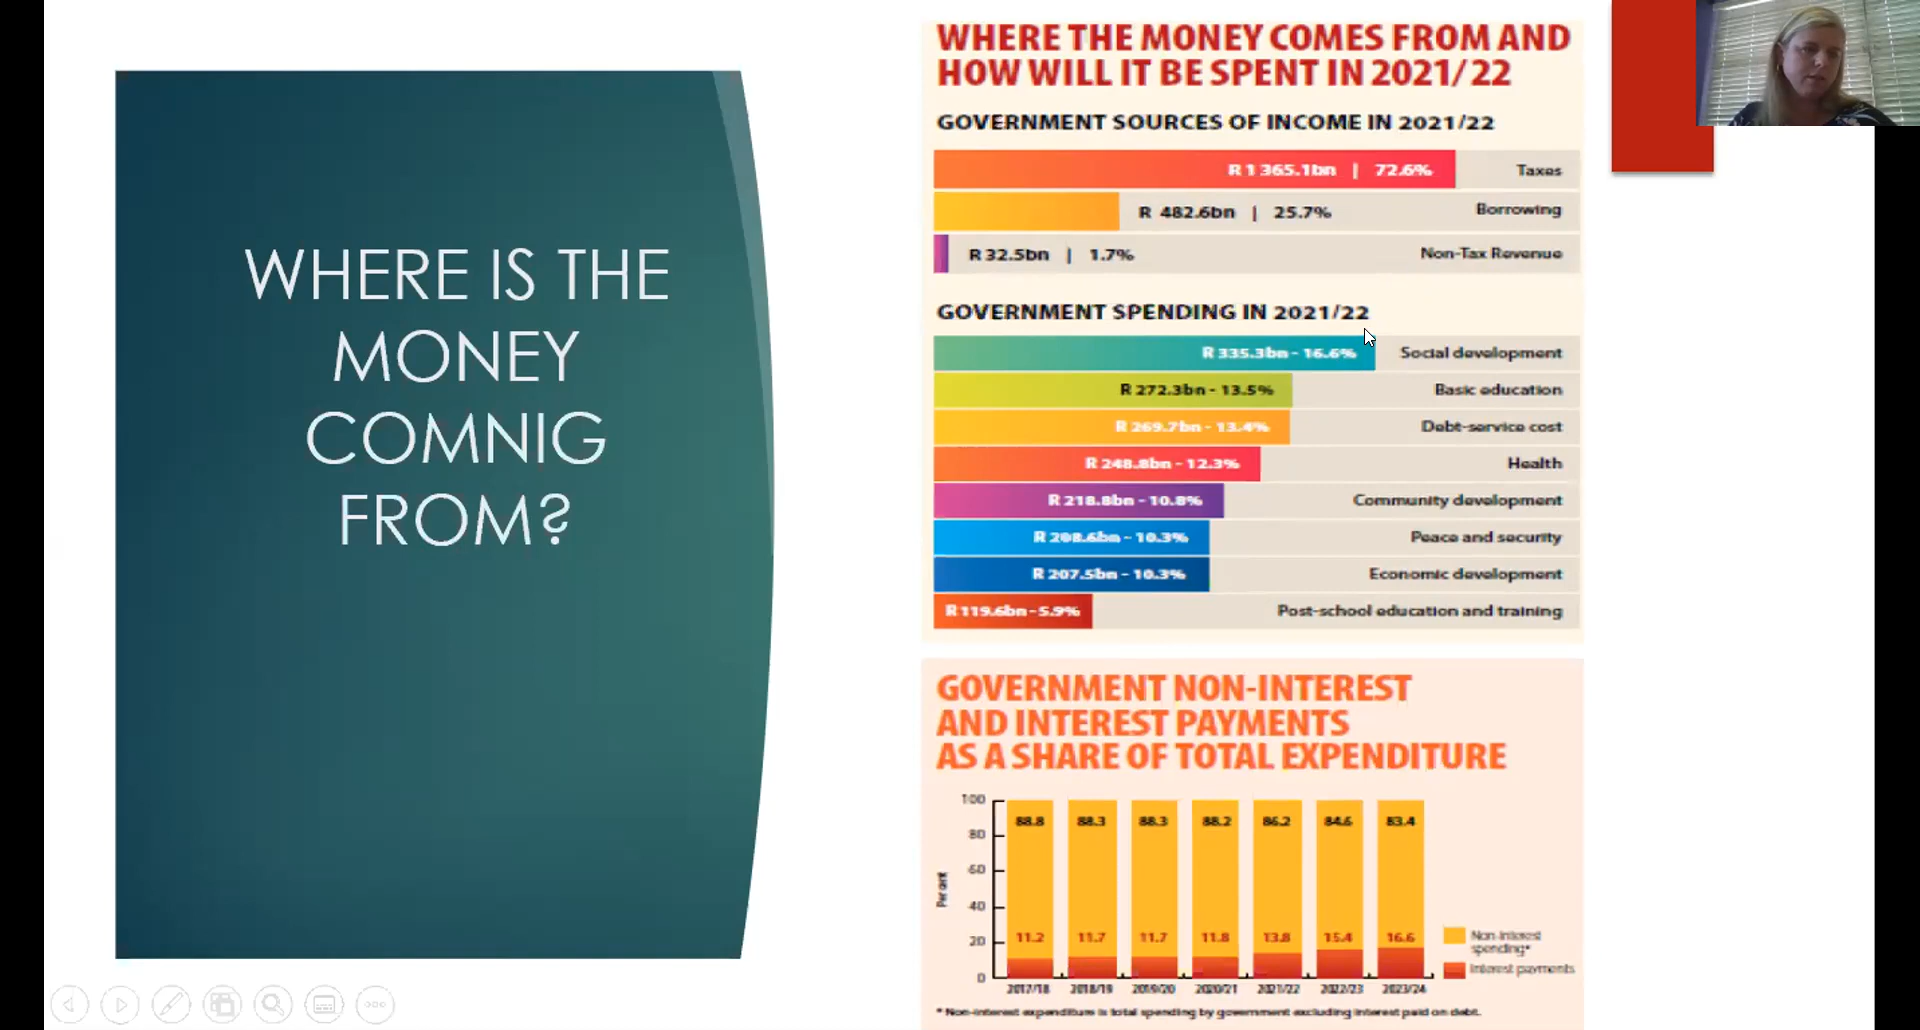 WHERE IS THE
MONEY
COMNIG
FROM?
WHERE THE MONEY COMES FROM AND
HOW WILL IT BE SPENT IN 2021/22
GOVERNMENT SOURCES OF INCOME IN 2021/22
R 1 365.1bn | 72.6% Taxes
R 482.6bn | 25.7% Borrowing
R 32.5bn | 1.7% Non-Tax Revenue
GOVERNMENT SPENDING IN 2021/22
R 335.3bn - 16.6% Social development
R 272.3bn - 13.5% Basic education
R 269.7bn - 13.4% Debt-service cost
R 248.8bn - 12.3% Health
R 218.8bn - 10.8% Community development
R 208.6bn - 10.3% Peace and security
R 207.5bn - 10.3% Economic development
R 119.6bn - 5.9% Post-school education and training
GOVERNMENT NON-INTEREST
AND INTEREST PAYMENTS
AS A SHARE OF TOTAL EXPENDITURE
100
88.8 88.3 88.3 88.2 86.2 84.6 83.4
80
60
Per cent
40
11.2 11.7 11.7 11.8 13.8 15.4 16.6
20
0
Non-interest
spending*
Interest payments
2017/18 2018/19 2019/20 2020/21 2021/22 2022/23 2023/24
* Non-interest expenditure is total spending by government excluding interest paid on debt.